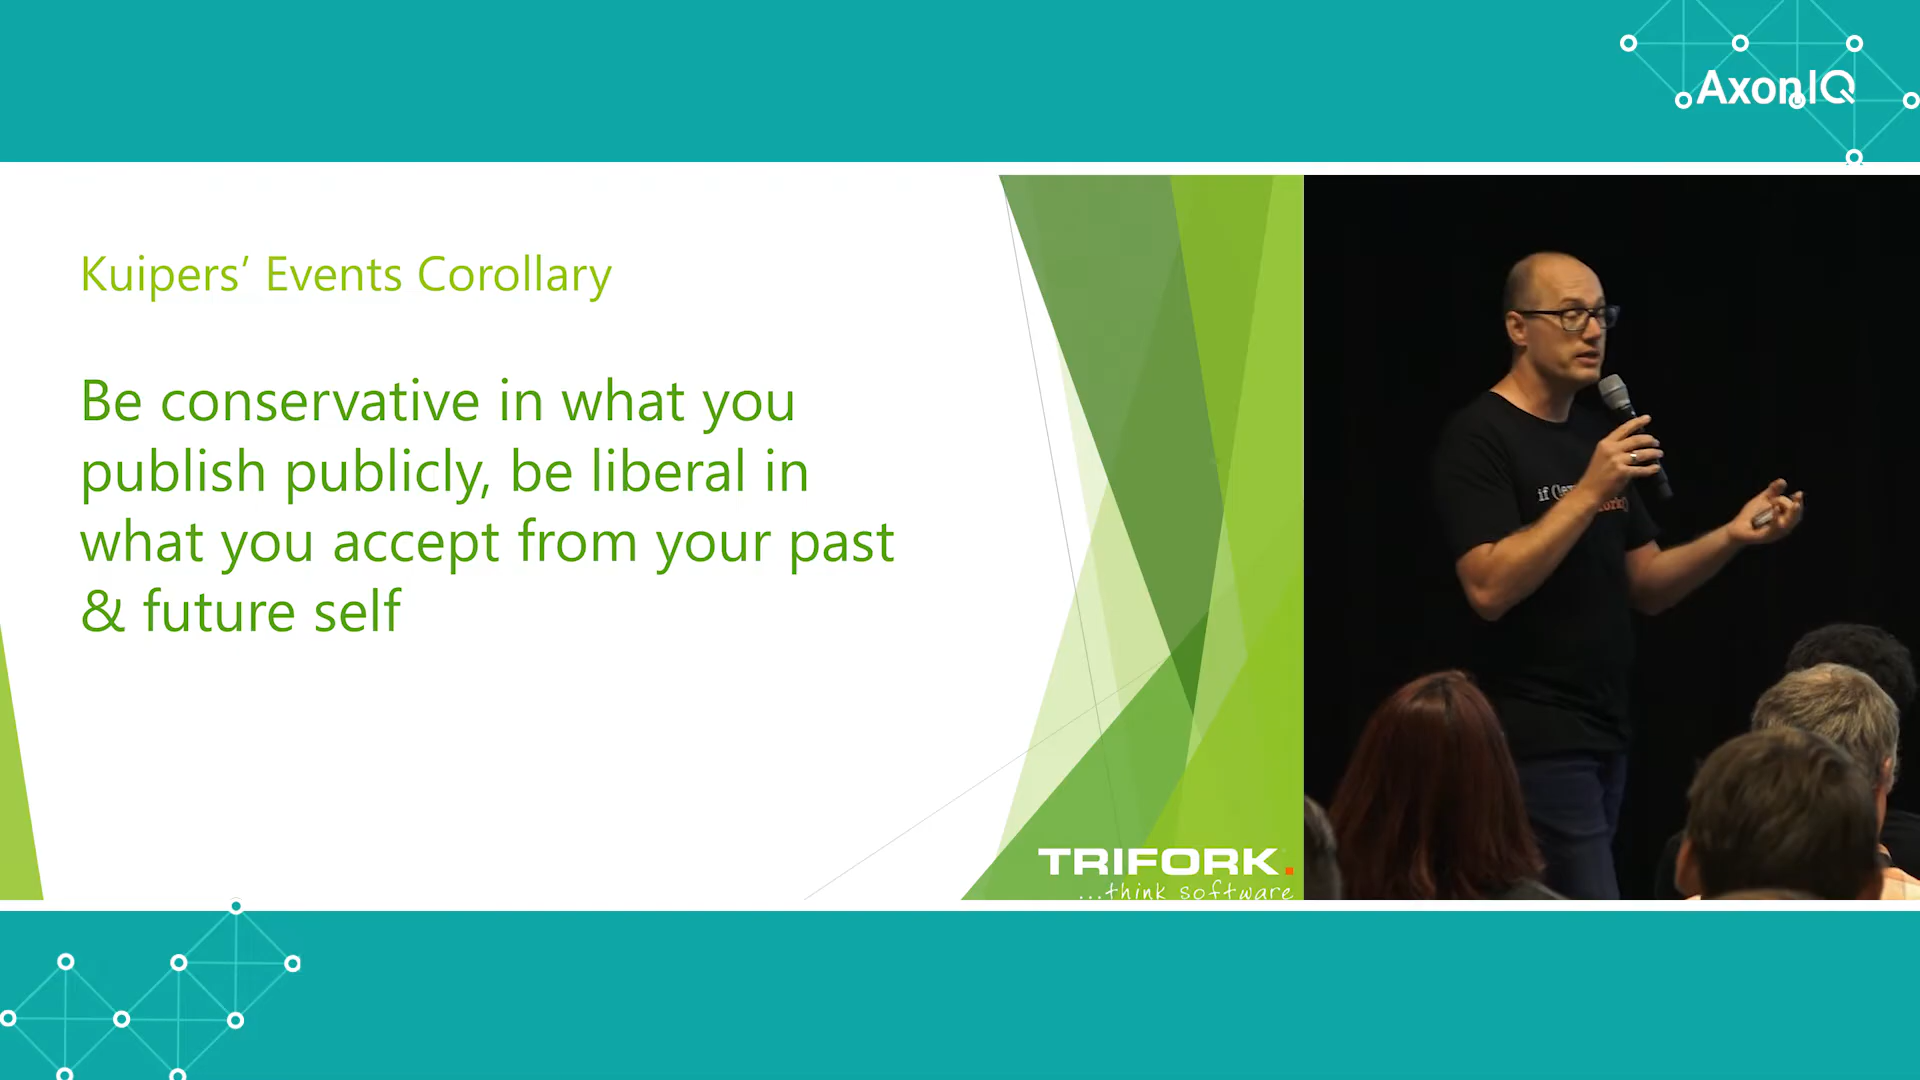 AxonIQ
Kuipers’ Events Corollary
Be conservative in what you
publish publicly, be liberal in
what you accept from your past
& future self
TRIFORK.
...think software
if (!